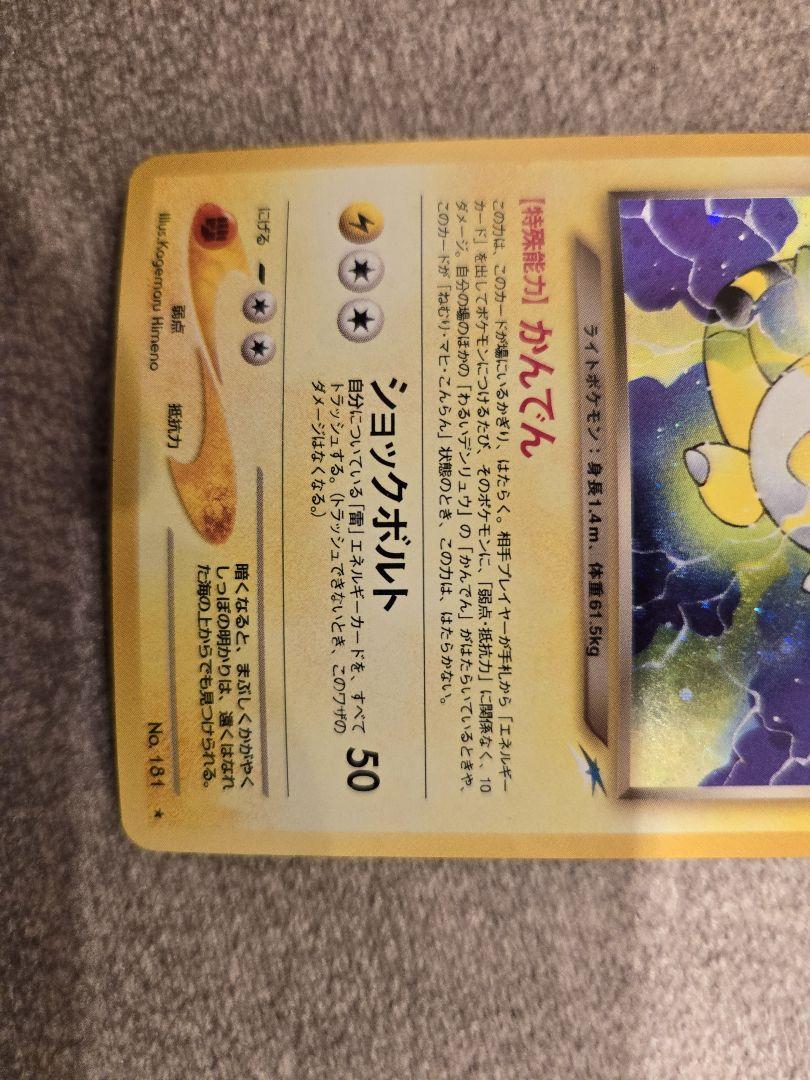 ライトポケモン：身長1.4m、体重61.5kg
【特殊能力】かんでん
この力は、このカードが場にいるかぎり、はたらく。相手プレイヤーが手札から「エネルギー
カード」を出してポケモンにつけるたび、そのポケモンに、「弱点・抵抗力」に関係なく、10
ダメージ。自分の場のほかの「わるいデンリュウ」の「かんでん」がはたらいているときや、
このカードが「ねむり・マヒ・こんらん」状態のとき、この力は、はたらかない。
ショックボルト
50
自分についている「雷」エネルギーカードを、すべて
トラッシュする。（トラッシュできないとき、このワザの
ダメージはなくなる。）
にげる
弱点
抵抗力
暗くなると、まぶしくかがやく
しっぽの明かりは、遠くはなれ
た海の上からでも見つけられる。
Illus.Kagemaru Himeno
No.181 ★